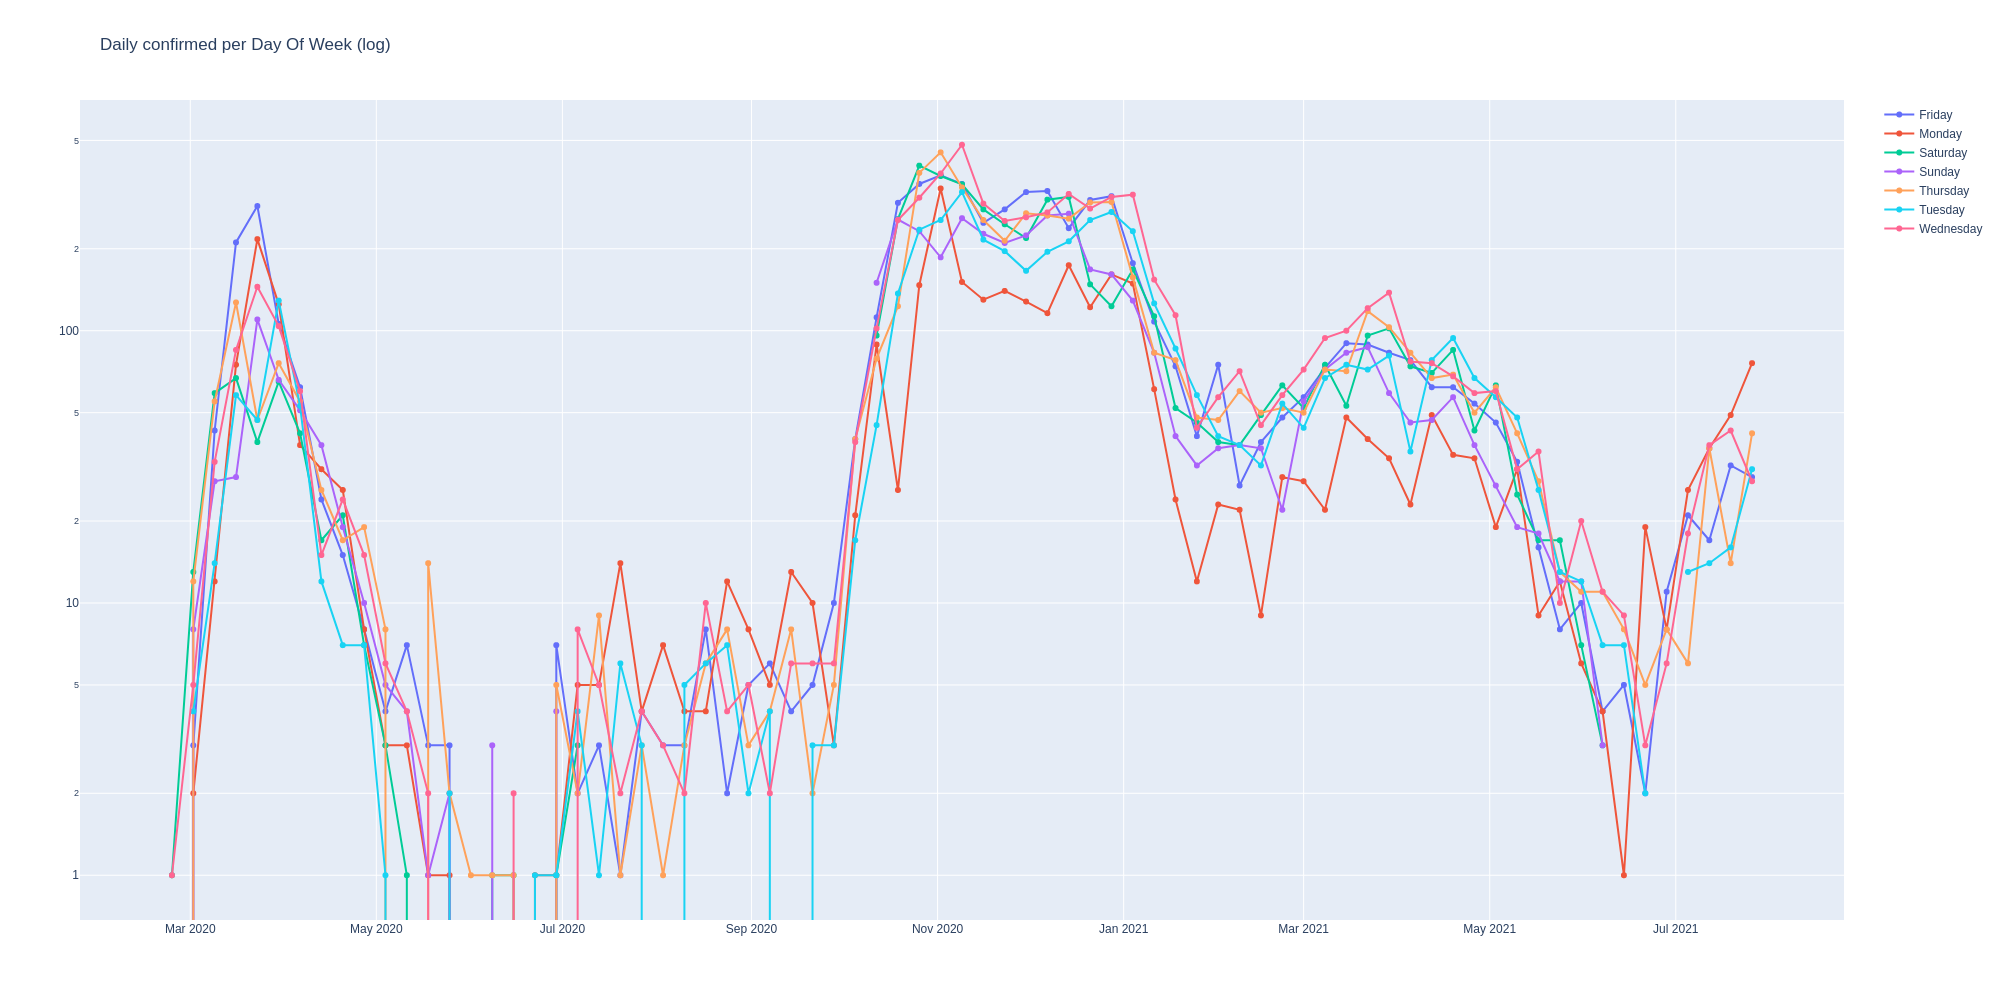 Daily confirmed per Day Of Week (log)
Friday
Monday
Saturday
Sunday
Thursday
Tuesday
Wednesday
5
2
100
5
2
10
5
2
1
Mar 2020 May 2020 Jul 2020 Sep 2020 Nov 2020 Jan 2021 Mar 2021 May 2021 Jul 2021